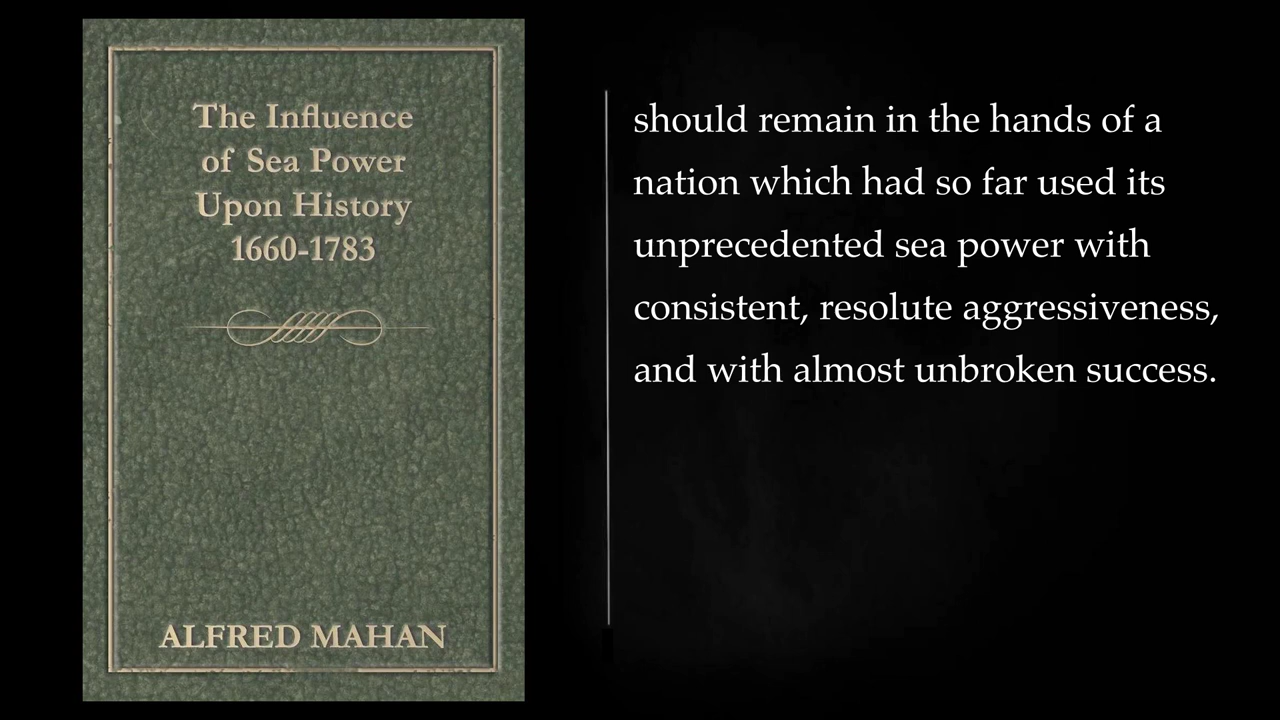 The Influence
of Sea Power
Upon History
1660-1783
ALFRED MAHAN
should remain in the hands of a
nation which had so far used its
unprecedented sea power with
consistent, resolute aggressiveness,
and with almost unbroken success.